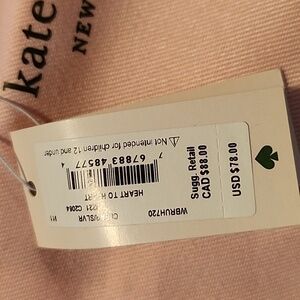 kate
NEW
⚠ Not intended for children 12 and under
7 67883 48577 4
HEART TO HEART
C2064
WBRUH720
Sugg. Retail
CAD $88.00
USD $78.00